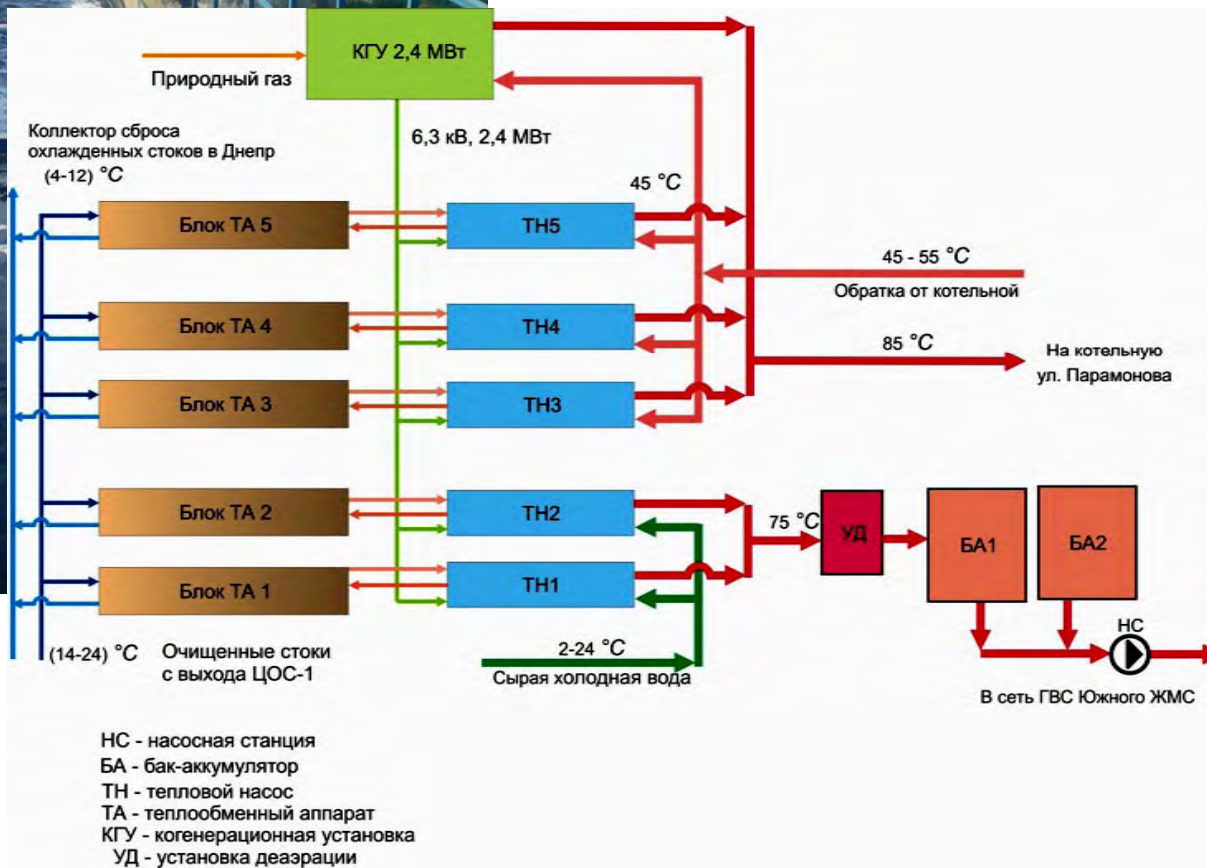 КГУ 2,4 МВт
Природный газ
6,3 кВ, 2,4 МВт
Коллектор сброса
охлажденных стоков в Днепр
(4-12) °C
45 °C
Блок ТА 5
ТН5
45 - 55 °C
Обратка от котельной
Блок ТА 4
ТН4
85 °C
На котельную
ул. Парамонова
Блок ТА 3
ТН3
Блок ТА 2
ТН2
75 °C
УД
БА1
БА2
Блок ТА 1
ТН1
НС
(14-24) °C
Очищенные стоки
с выхода ЦОС-1
2-24 °C
Сырая холодная вода
В сеть ГВС Южного ЖМС
НС - насосная станция
БА - бак-аккумулятор
ТН - тепловой насос
ТА - теплообменный аппарат
КГУ - когенерационная установка
УД - установка деаэрации